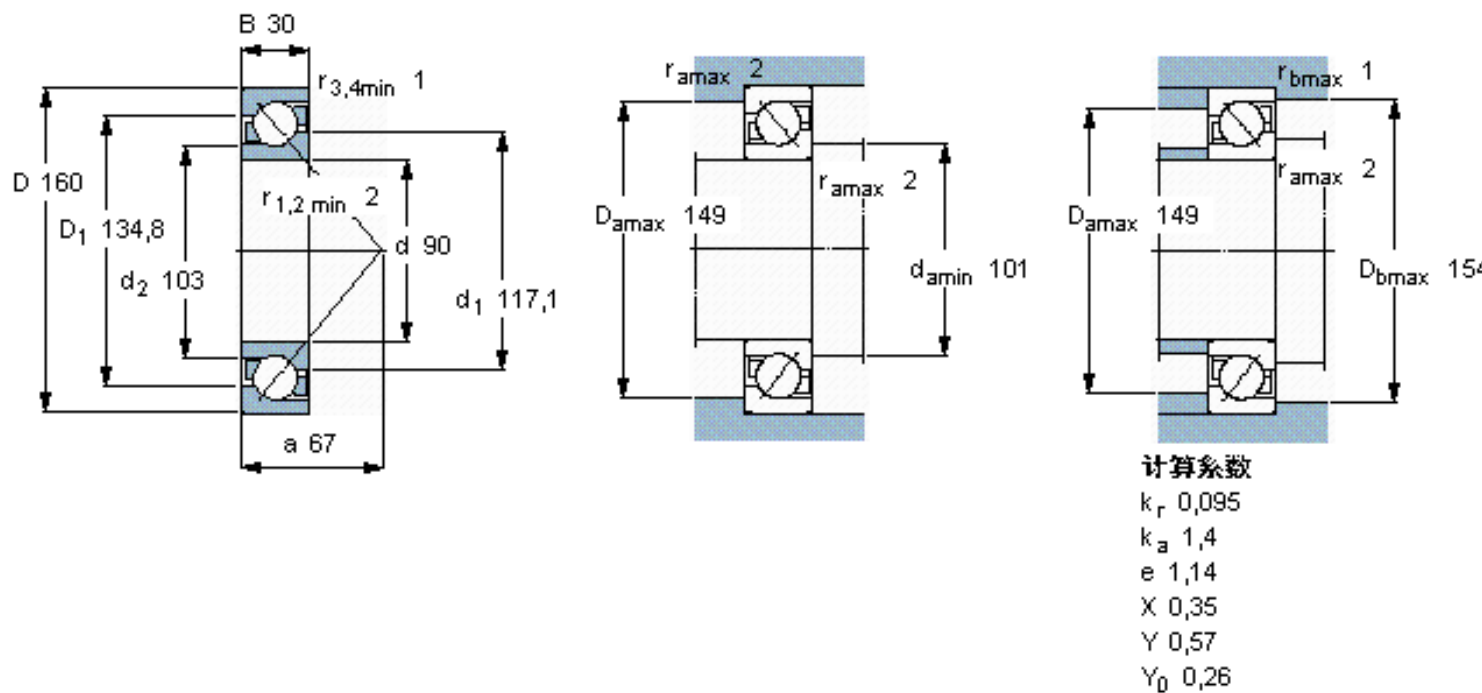 B 30
r3,4min 1
D 160
D1 134,8
d2 103
r1,2 min 2
d 90
d1 117,1
a 67
ramax 2
ramax 2
Damax 149
damin 101
rbmax 1
ramax 2
Damax 149
Dbmax 154
计算系数
kr 0,095
ka 1,4
e 1,14
X 0,35
Y 0,57
Y0 0,26